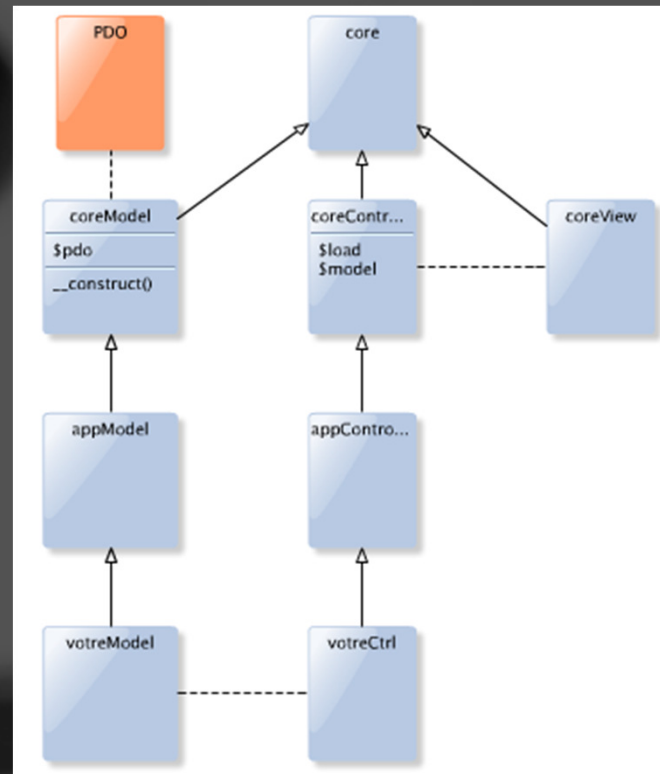 PDO
core
coreModel
$pdo
__construct()
coreContr...
$load
$model
coreView
appModel
appContro...
votreModel
votreCtrl